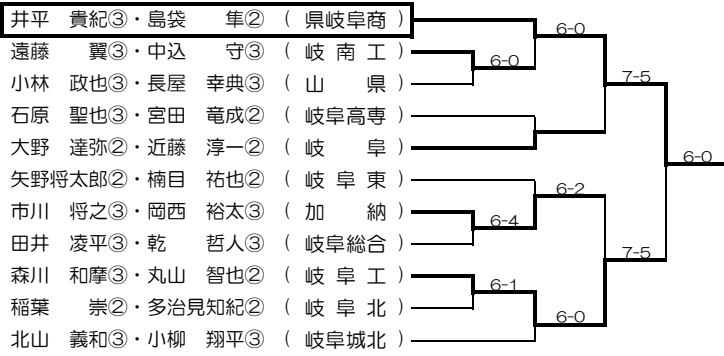 井平 貴紀③・島袋 隼②（県岐阜商）
6-0
遠藤 翼③・中込 守③（岐南工）
6-0
小林 政也③・長屋 幸典③（山県）
7-5
石原 聖也③・宮田 竜成②（岐阜高専）
大野 達弥②・近藤 淳一②（岐阜）
6-0
矢野将太郎②・楠目 祐也②（岐阜東）
6-2
市川 将之③・岡西 裕太③（加納）
6-4
田井 凌平③・乾 哲人③（岐阜総合）
7-5
森川 和摩③・丸山 智也②（岐阜工）
6-1
稲葉 崇②・多治見知紀②（岐阜北）
6-0
北山 義和③・小柳 翔平③（岐阜城北）